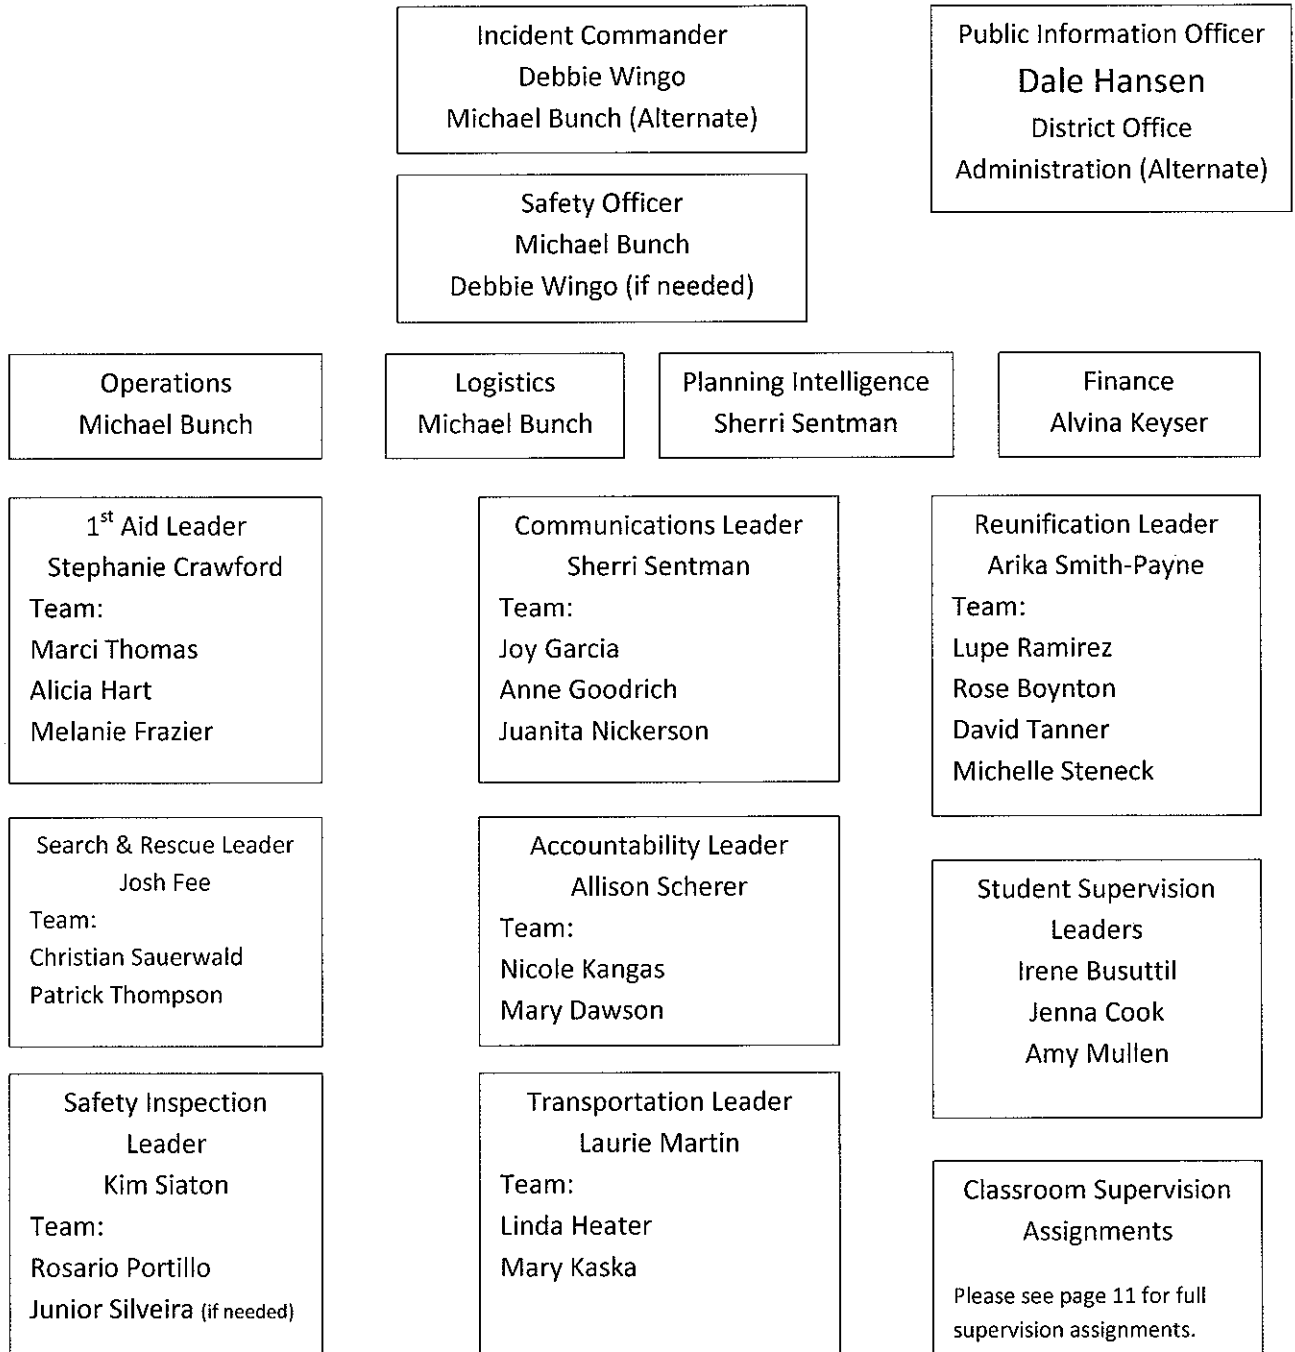 Incident Commander
Debbie Wingo
Michael Bunch (Alternate)
Public Information Officer
Dale Hansen
District Office
Administration (Alternate)
Safety Officer
Michael Bunch
Debbie Wingo (if needed)
Operations
Michael Bunch
Logistics
Michael Bunch
Planning Intelligence
Sherri Sentman
Finance
Alvina Keyser
1st Aid Leader
Stephanie Crawford
Team:
Marci Thomas
Alicia Hart
Melanie Frazier
Communications Leader
Sherri Sentman
Team:
Joy Garcia
Anne Goodrich
Juanita Nickerson
Reunification Leader
Arika Smith-Payne
Team:
Lupe Ramirez
Rose Boynton
David Tanner
Michelle Steneck
Search & Rescue Leader
Josh Fee
Team:
Christian Sauerwald
Patrick Thompson
Accountability Leader
Allison Scherer
Team:
Nicole Kangas
Mary Dawson
Student Supervision
Leaders
Irene Busuttil
Jenna Cook
Amy Mullen
Safety Inspection
Leader
Kim Siaton
Team:
Rosario Portillo
Junior Silveira (if needed)
Transportation Leader
Laurie Martin
Team:
Linda Heater
Mary Kaska
Classroom Supervision
Assignments
Please see page 11 for full
supervision assignments.